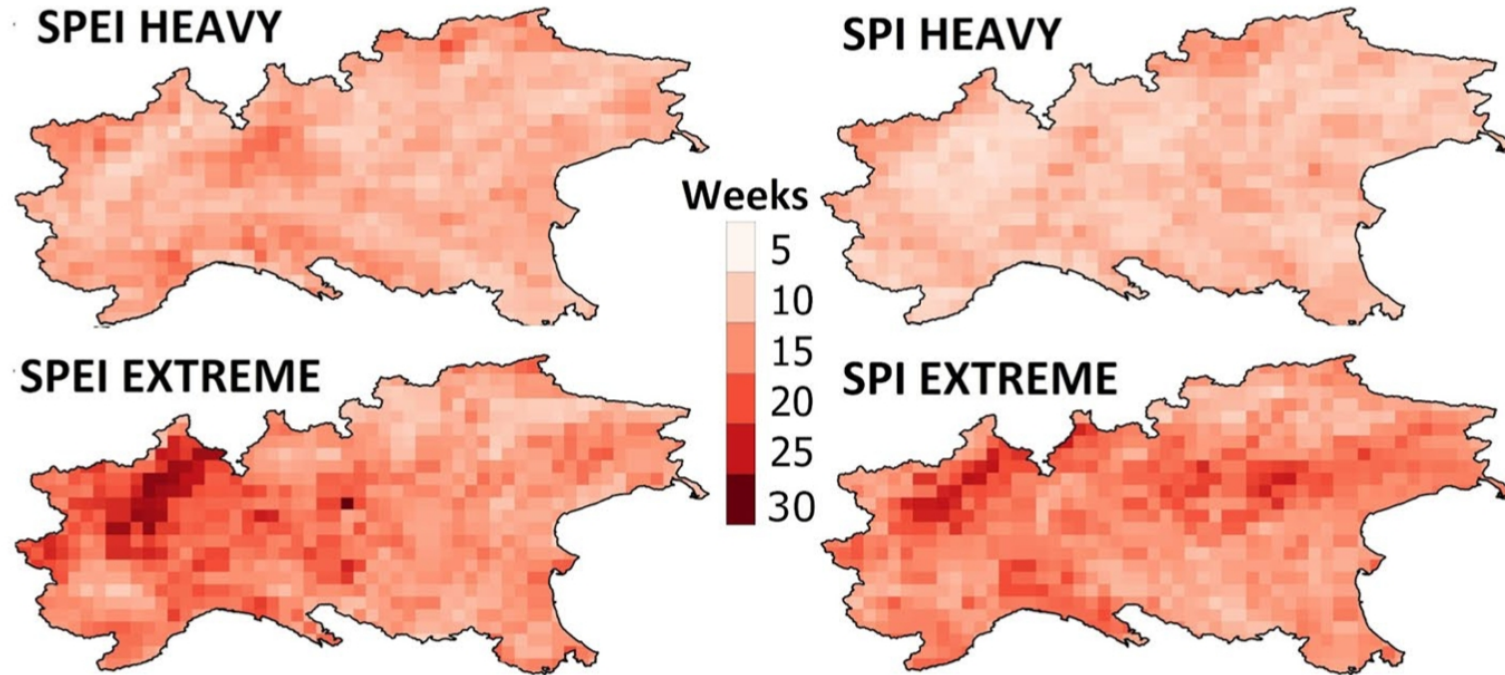 SPEI HEAVY
SPI HEAVY
Weeks
5
10
15
20
25
30
SPEI EXTREME
SPI EXTREME